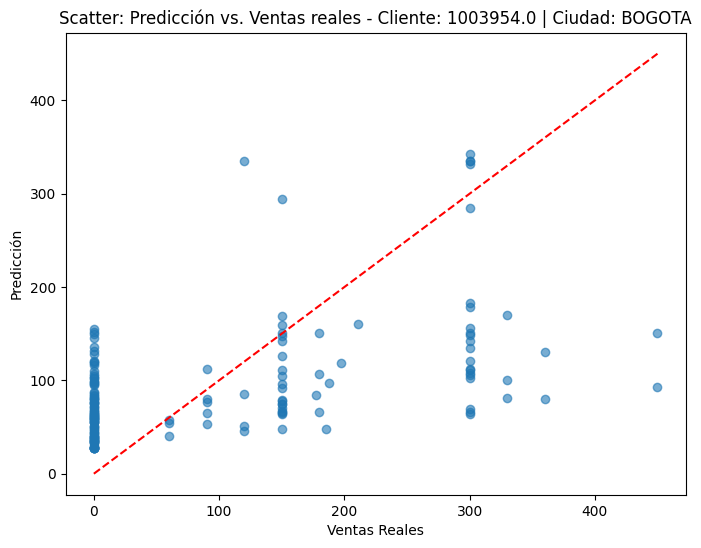 Scatter: Predicción vs. Ventas reales - Cliente: 1003954.0 | Ciudad: BOGOTA
400
300
200
100
0
Predicción
0 100 200 300 400
Ventas Reales